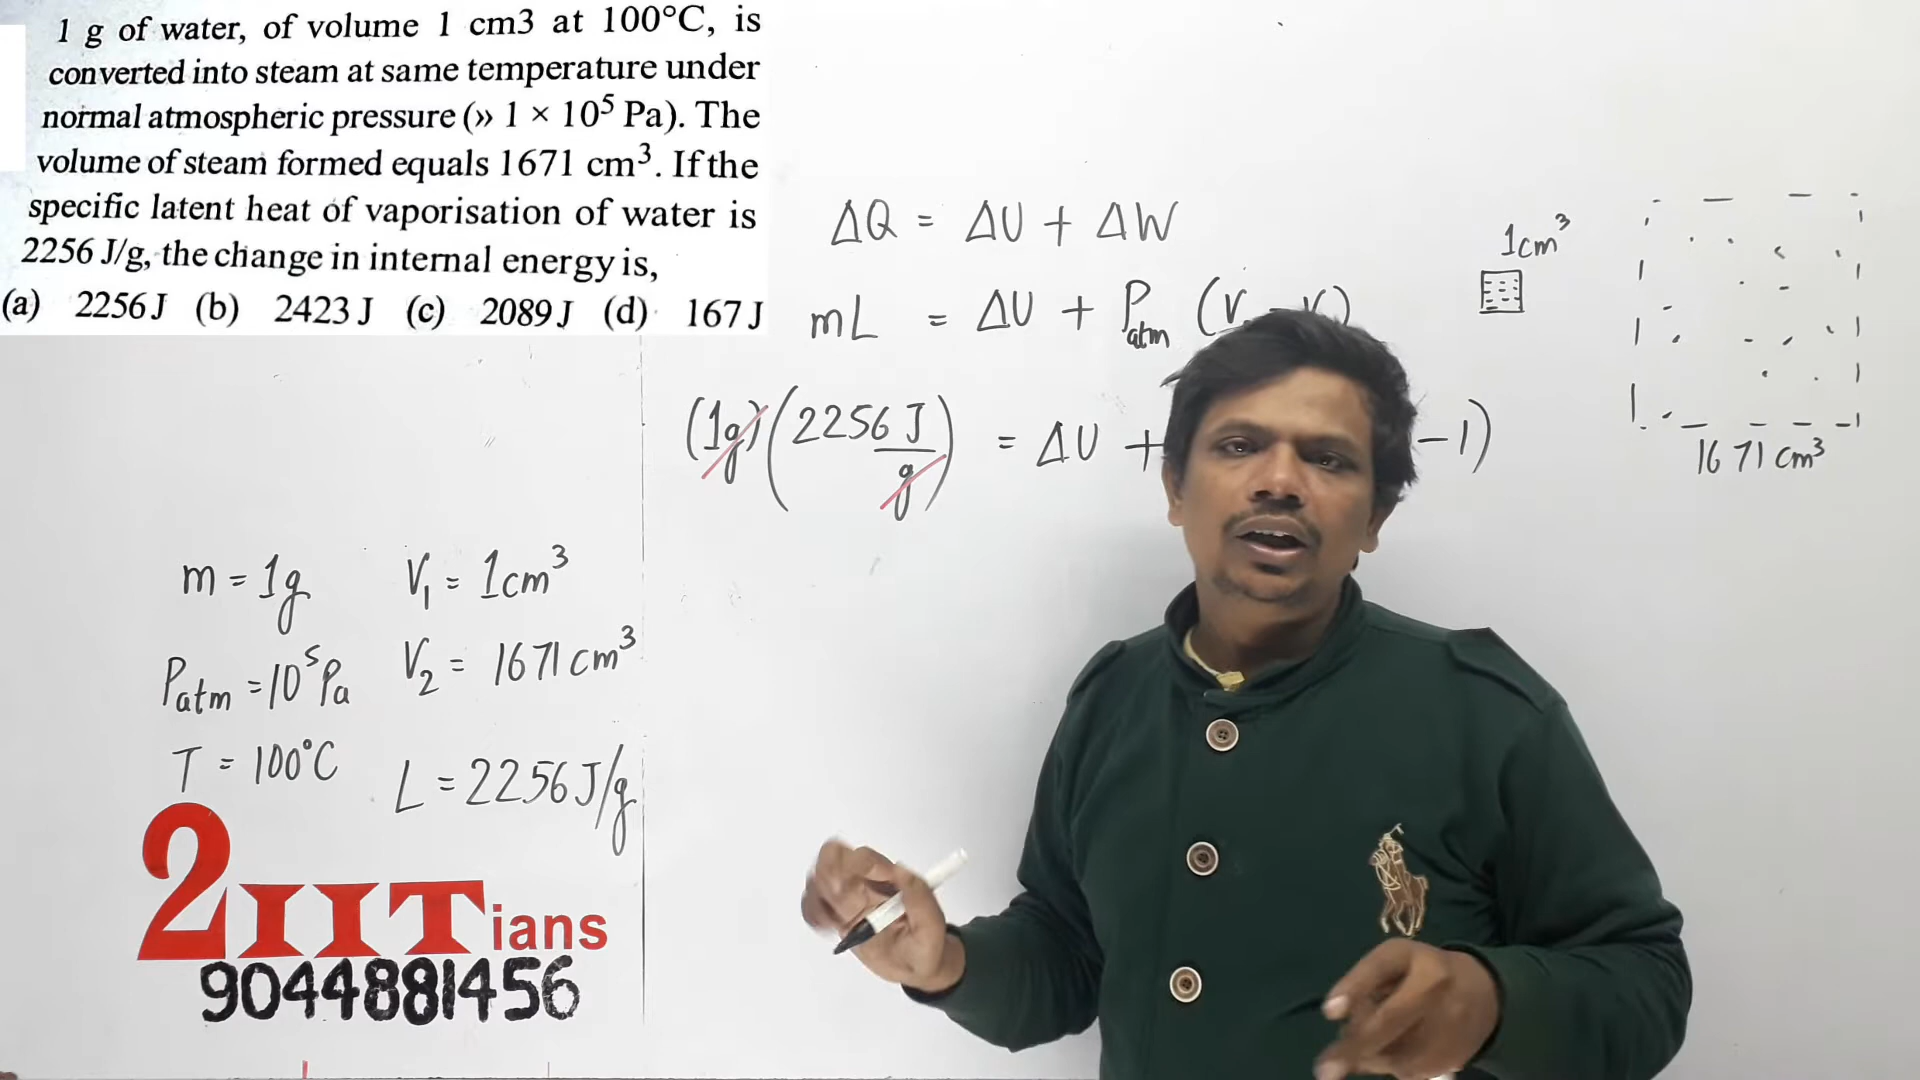 1 g of water, of volume 1 cm3 at 100°C, is
converted into steam at same temperature under
normal atmospheric pressure (» 1 × 10⁵ Pa). The
volume of steam formed equals 1671 cm³. If the
specific latent heat of vaporisation of water is
2256 J/g, the change in internal energy is,
(a) 2256 J (b) 2423 J (c) 2089 J (d) 167 J
ΔQ = ΔU + ΔW
mL = ΔU + Patm (V
(1g)(2256 J/g) = ΔU + -1)
1cm³
1671 cm³
m = 1g V₁ = 1cm³
Patm = 10⁵ Pa V₂ = 1671 cm³
T = 100°C L = 2256 J/g
2IITians
9044881456